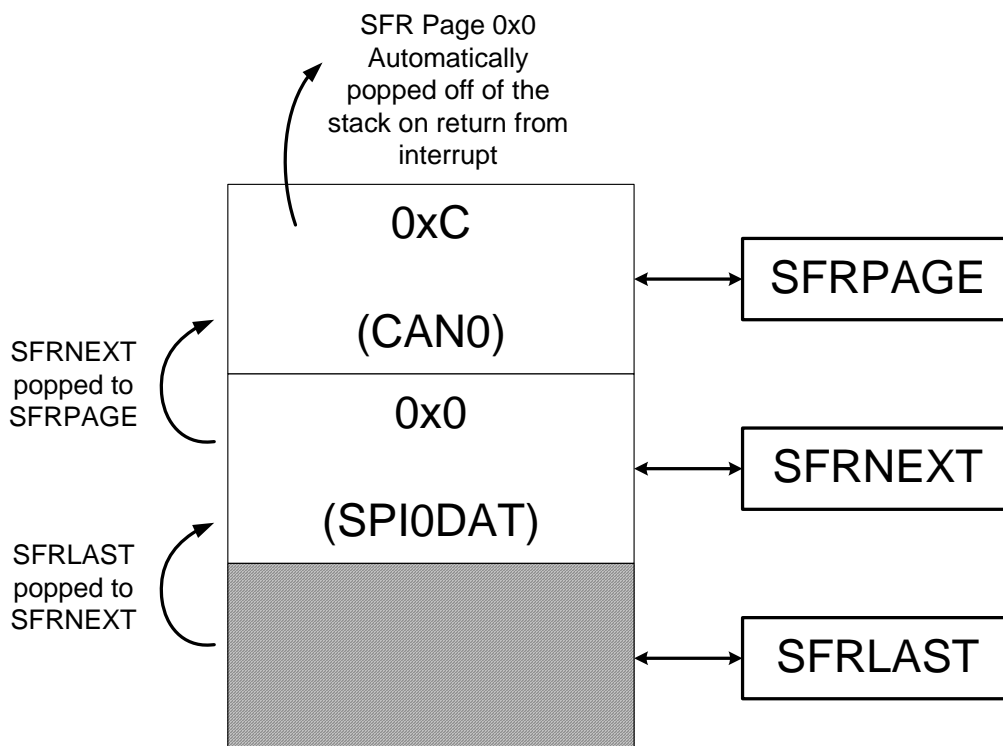 SFR Page 0x0
Automatically
popped off of the
stack on return from
interrupt
0xC
(CAN0)
SFRPAGE
SFRNEXT
popped to
SFRPAGE
0x0
(SPI0DAT)
SFRNEXT
SFRLAST
popped to
SFRNEXT
SFRLAST